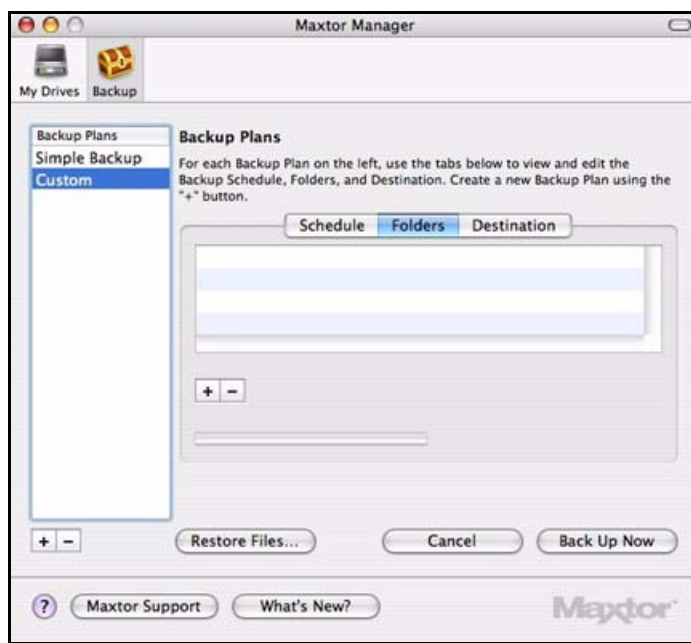 Maxtor Manager
My Drives Backup
Backup Plans
Simple Backup
Custom
Backup Plans
For each Backup Plan on the left, use the tabs below to view and edit the
Backup Schedule, Folders, and Destination. Create a new Backup Plan using the
"+" button.
Schedule Folders Destination
+ -
+ -
Restore Files... Cancel Back Up Now
? Maxtor Support What's New? Maxtor